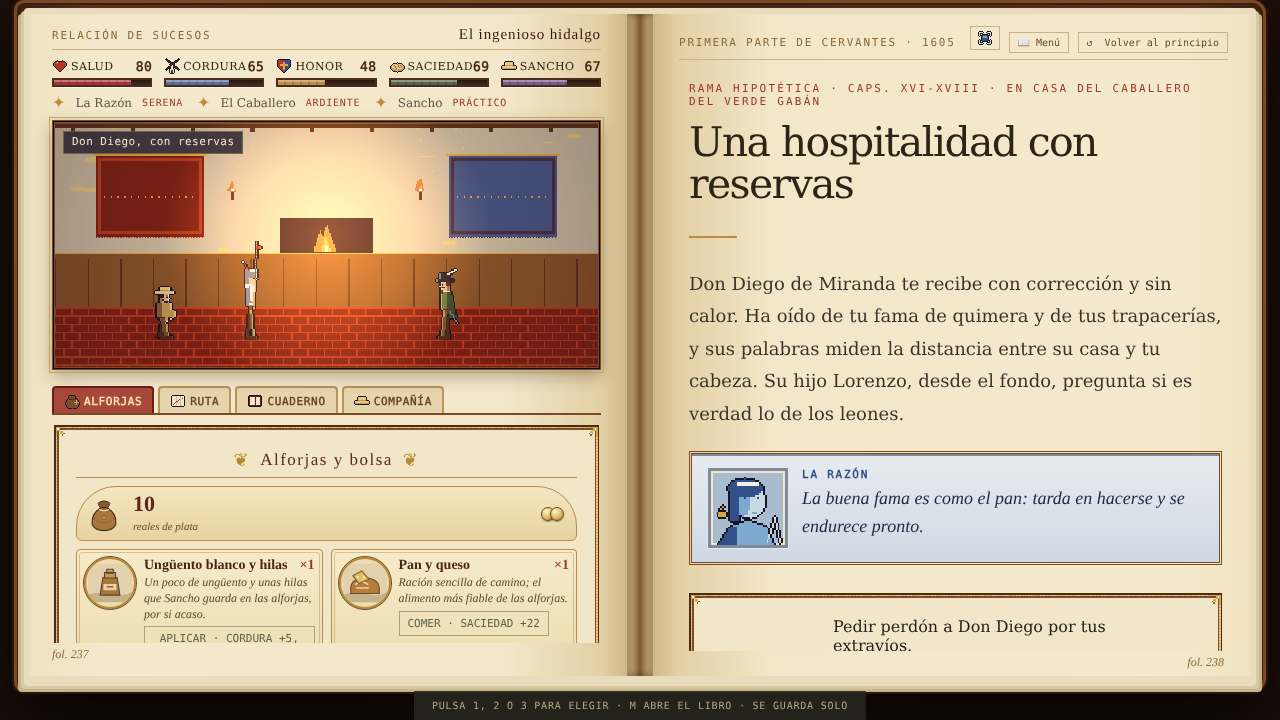 RELACIÓN DE SUCESOS
El ingenioso hidalgo
SALUD 80
CORDURA 65
HONOR 48
SACIEDAD 69
SANCHO 67
La Razón SERENA
El Caballero ARDIENTE
Sancho PRÁCTICO
Don Diego, con reservas
ALFORJAS
RUTA
CUADERNO
COMPAÑÍA
Alforjas y bolsa
10
reales de plata
Ungüento blanco y hilas ×1
Un poco de ungüento y unas hilas
que Sancho guarda en las alforjas,
por si acaso.
APLICAR · CORDURA +5,
Pan y queso ×1
Ración sencilla de camino; el
alimento más fiable de las alforjas.
COMER · SACIEDAD +22
fol. 237
PRIMERA PARTE DE CERVANTES · 1605
Menú
↺ Volver al principio
RAMA HIPOTÉTICA · CAPS. XVI-XVIII · EN CASA DEL CABALLERO
DEL VERDE GABÁN
Una hospitalidad con
reservas
Don Diego de Miranda te recibe con corrección y sin
calor. Ha oído de tu fama de quimera y de tus trapacerías,
y sus palabras miden la distancia entre su casa y tu
cabeza. Su hijo Lorenzo, desde el fondo, pregunta si es
verdad lo de los leones.
LA RAZÓN
La buena fama es como el pan: tarda en hacerse y se
endurece pronto.
Pedir perdón a Don Diego por tus
extravíos.
fol. 238
PULSA 1, 2 O 3 PARA ELEGIR · M ABRE EL LIBRO · SE GUARDA SOLO